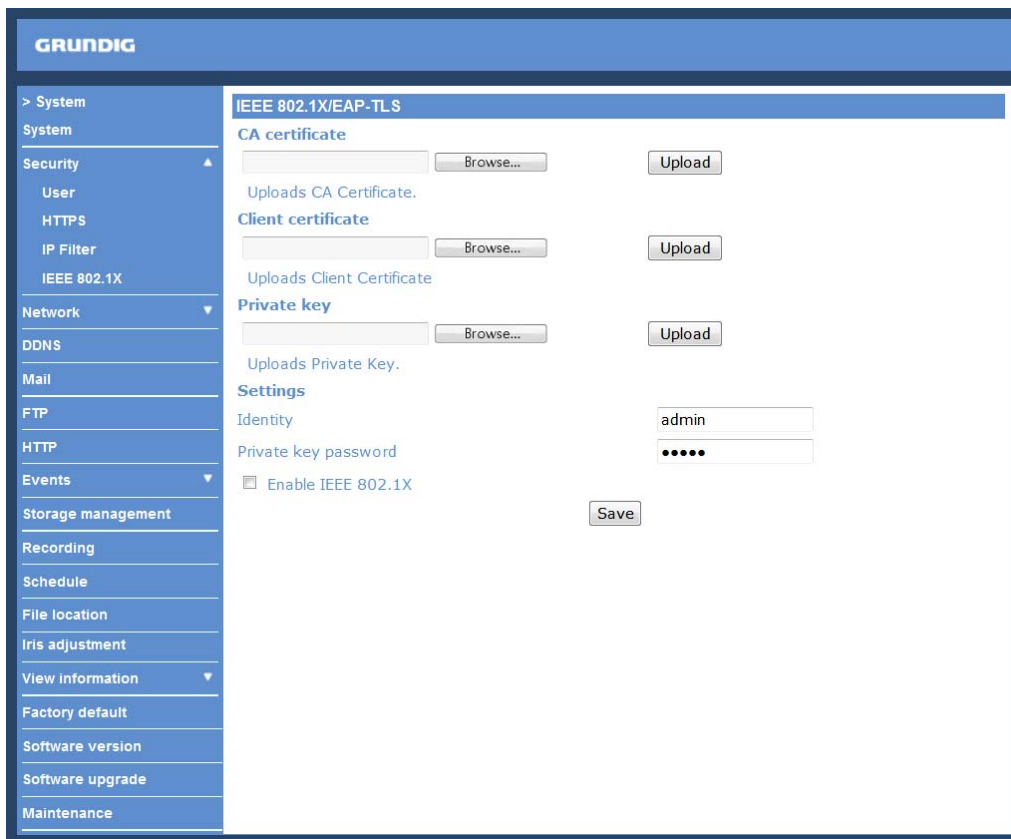 GRUNDIG
> System
System
Security
User
HTTPS
IP Filter
IEEE 802.1X
Network
DDNS
Mail
FTP
HTTP
Events
Storage management
Recording
Schedule
File location
Iris adjustment
View information
Factory default
Software version
Software upgrade
Maintenance
IEEE 802.1X/EAP-TLS
CA certificate
Browse... Upload
Uploads CA Certificate.
Client certificate
Browse... Upload
Uploads Client Certificate
Private key
Browse... Upload
Uploads Private Key.
Settings
Identity admin
Private key password •••••
Enable IEEE 802.1X
Save